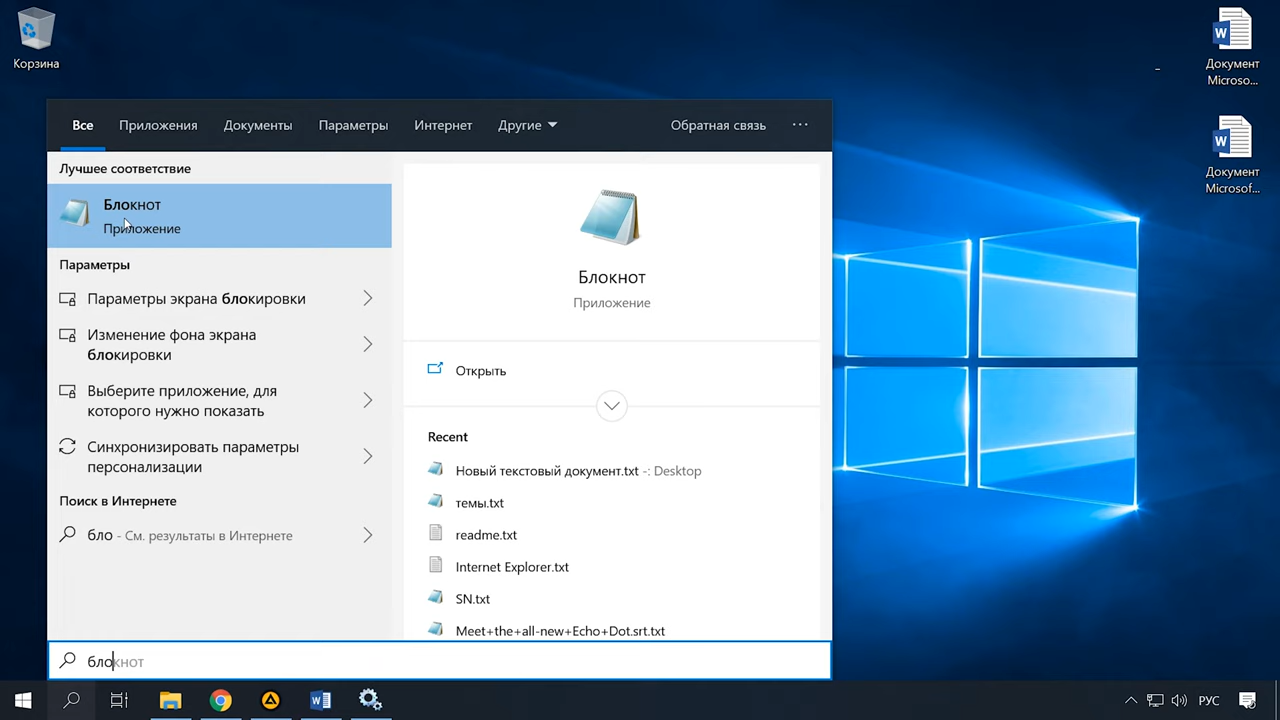 Корзина
Документ
Microso...
Документ
Microsof...
Все Приложения Документы Параметры Интернет Другие Обратная связь ...
Лучшее соответствие
Блокнот
Приложение
Параметры
Параметры экрана блокировки
Изменение фона экрана
блокировки
Выберите приложение, для
которого нужно показать
Синхронизировать параметры
персонализации
Поиск в Интернете
бло - См. результаты в Интернете
Блокнот
Приложение
Открыть
Recent
Новый текстовый документ.txt -: Desktop
темы.txt
readme.txt
Internet Explorer.txt
SN.txt
Meet+the+all-new+Echo+Dot.srt.txt
блокнот
РУС